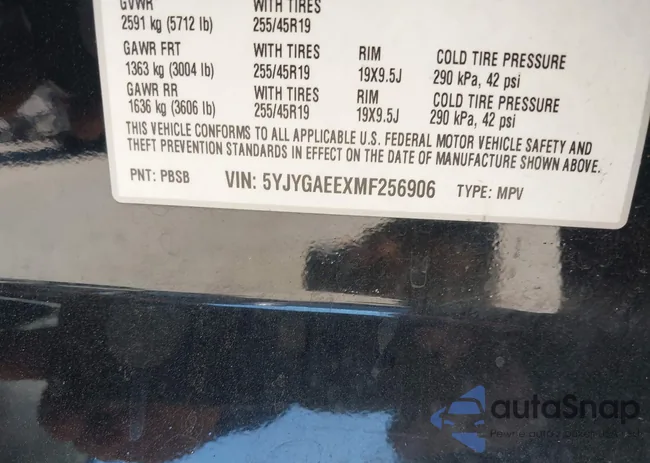 GVWR WITH TIRES
2591 kg (5712 lb) 255/45R19
GAWR FRT WITH TIRES RIM COLD TIRE PRESSURE
1363 kg (3004 lb) 255/45R19 19X9.5J 290 kPa, 42 psi
GAWR RR WITH TIRES RIM COLD TIRE PRESSURE
1636 kg (3606 lb) 255/45R19 19X9.5J 290 kPa, 42 psi
THIS VEHICLE CONFORMS TO ALL APPLICABLE U.S. FEDERAL MOTOR VEHICLE SAFETY AND
THEFT PREVENTION STANDARDS IN EFFECT ON THE DATE OF MANUFACTURE SHOWN ABOVE.
PNT: PBSB VIN: 5YJYGAEEXMF256906 TYPE: MPV
autaSnap